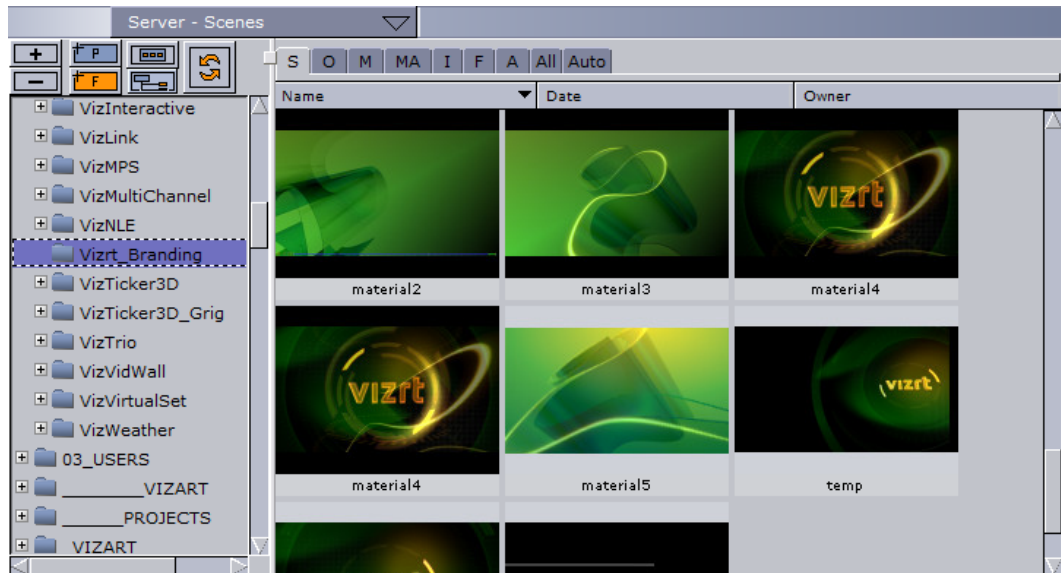 Server - Scenes
+ P
- F
S O M MA I F A All Auto
Name Date Owner
VizInteractive
VizLink
VizMPS
VizMultiChannel
VizNLE
Vizrt_Branding
VizTicker3D
VizTicker3D_Grig
VizTrio
VizVidWall
VizVirtualSet
VizWeather
03_USERS
________VIZART
______PROJECTS
_VIZART
vizrt
material2 material3 material4
vizrt
vizrt
material4 material5 temp